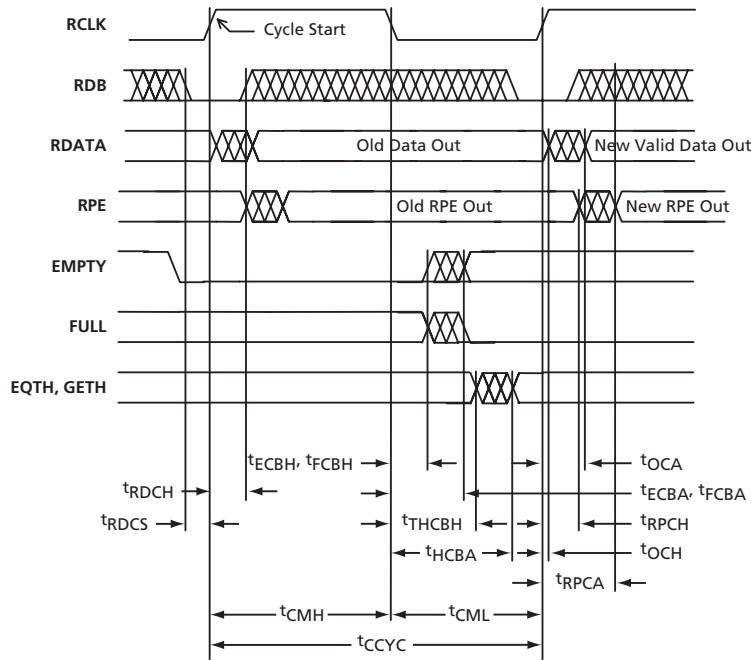 RCLK
Cycle Start
RDB
RDATA
Old Data Out
New Valid Data Out
RPE
Old RPE Out
New RPE Out
EMPTY
FULL
EQTH, GETH
tECBH, tFCBH
tOCA
tRDCH
tECBA, tFCBA
tRDCS
tTHCBH
tRPCH
tHCBA
tOCH
tRPCA
tCMH
tCML
tCCYC